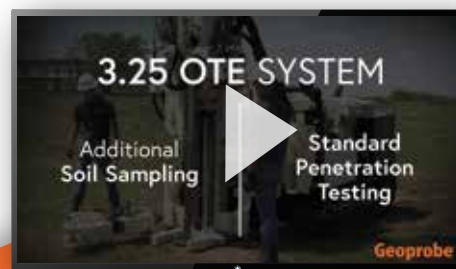 3.25 OTE SYSTEM
Additional
Soil Sampling
Standard
Penetration
Testing
Geoprobe